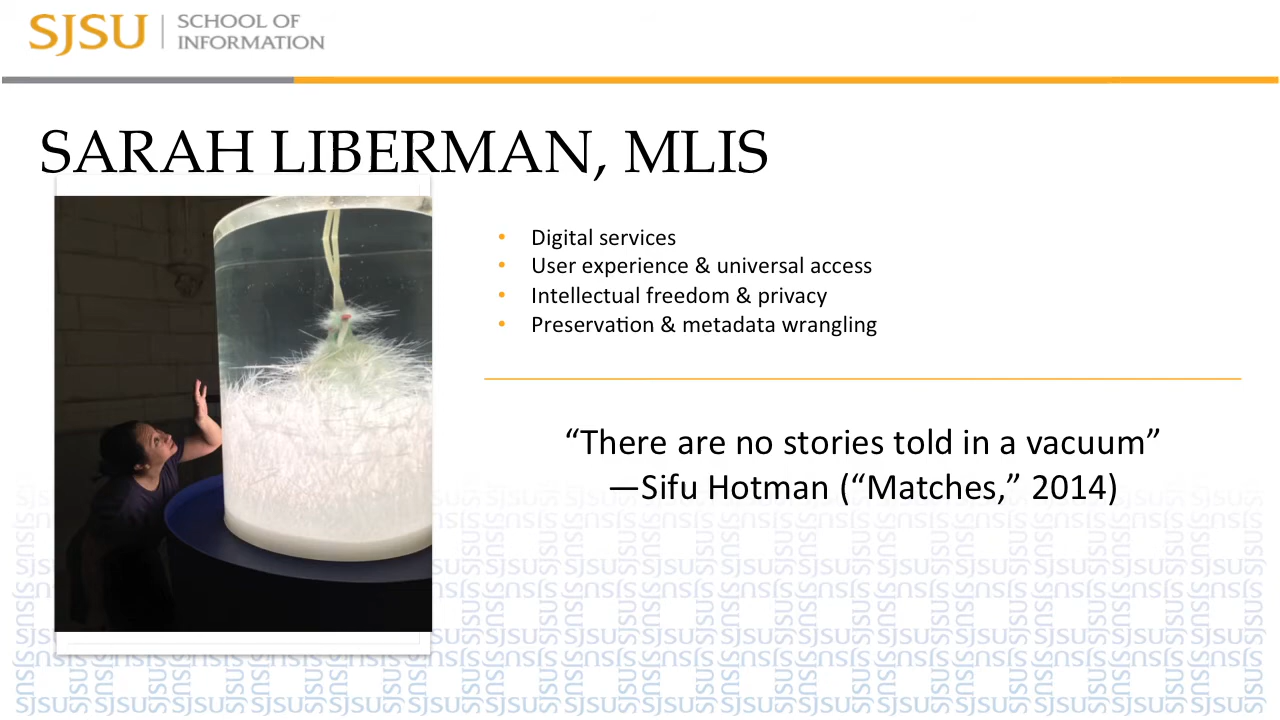 SJSU | SCHOOL OF
INFORMATION
SARAH LIBERMAN, MLIS
• Digital services
• User experience & universal access
• Intellectual freedom & privacy
• Preservation & metadata wrangling
“There are no stories told in a vacuum”
—Sifu Hotman (“Matches,” 2014)